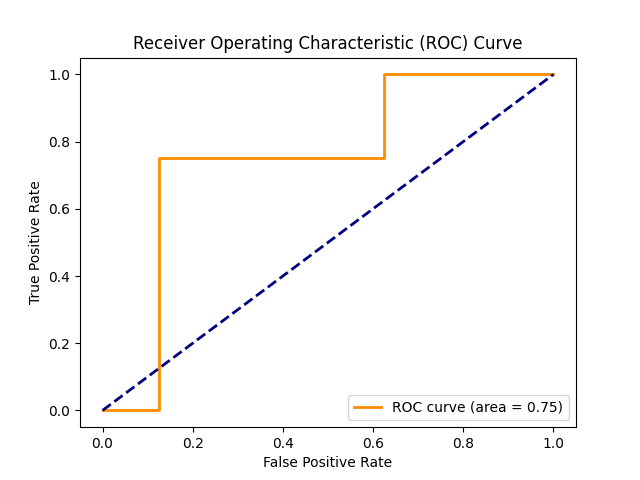 Receiver Operating Characteristic (ROC) Curve
1.0
0.8
0.6
0.4
0.2
0.0
True Positive Rate
ROC curve (area = 0.75)
0.0 0.2 0.4 0.6 0.8 1.0
False Positive Rate